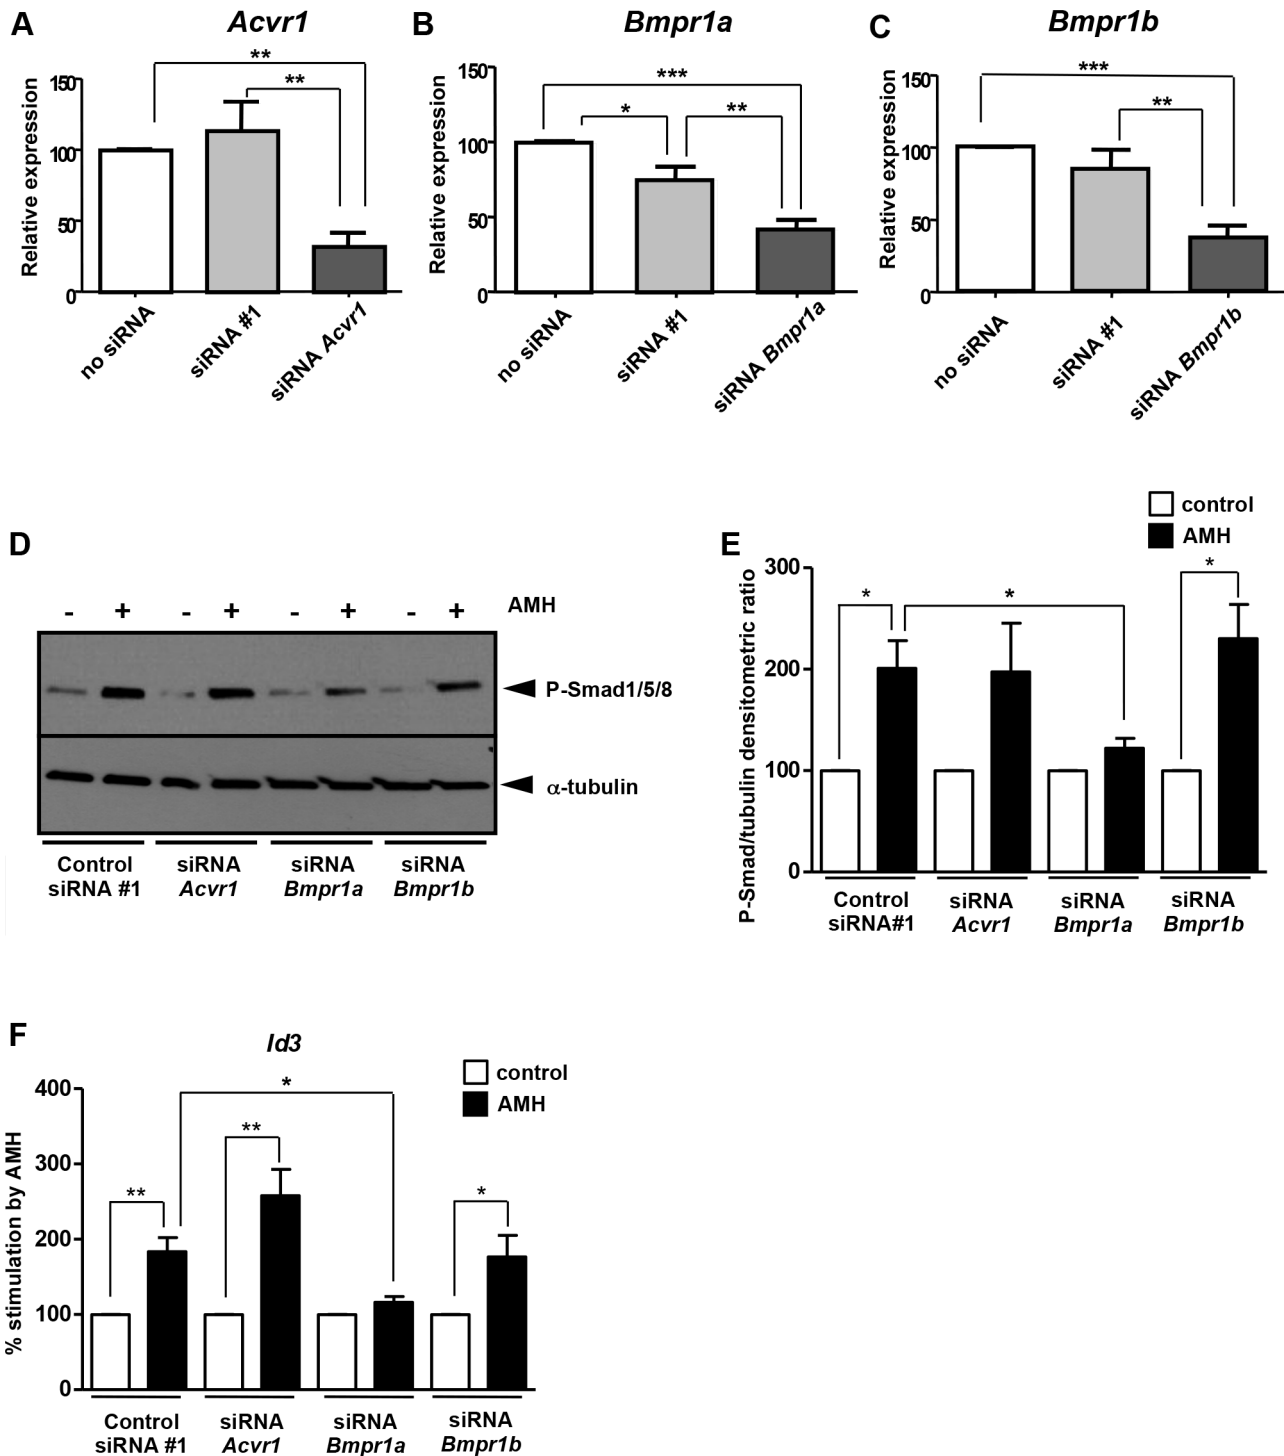 A
Acvr1
**
**
Relative expression
150
100
50
0
no siRNA
siRNA #1
siRNA Acvr1
B
Bmpr1a
***
*
**
Relative expression
150
100
50
0
no siRNA
siRNA #1
siRNA Bmpr1a
C
Bmpr1b
***
**
Relative expression
150
100
50
0
no siRNA
siRNA #1
siRNA Bmpr1b
D
- + - + - + - + AMH
P-Smad1/5/8
α-tubulin
Control siRNA siRNA siRNA
siRNA #1 Acvr1 Bmpr1a Bmpr1b
E
control
AMH
P-Smad/tubulin densitometric ratio
300
200
100
0
*
*
*
Control siRNA siRNA siRNA
siRNA#1 Acvr1 Bmpr1a Bmpr1b
F
Id3
control
AMH
% stimulation by AMH
400
300
200
100
0
*
**
**
*
Control siRNA siRNA siRNA
siRNA #1 Acvr1 Bmpr1a Bmpr1b